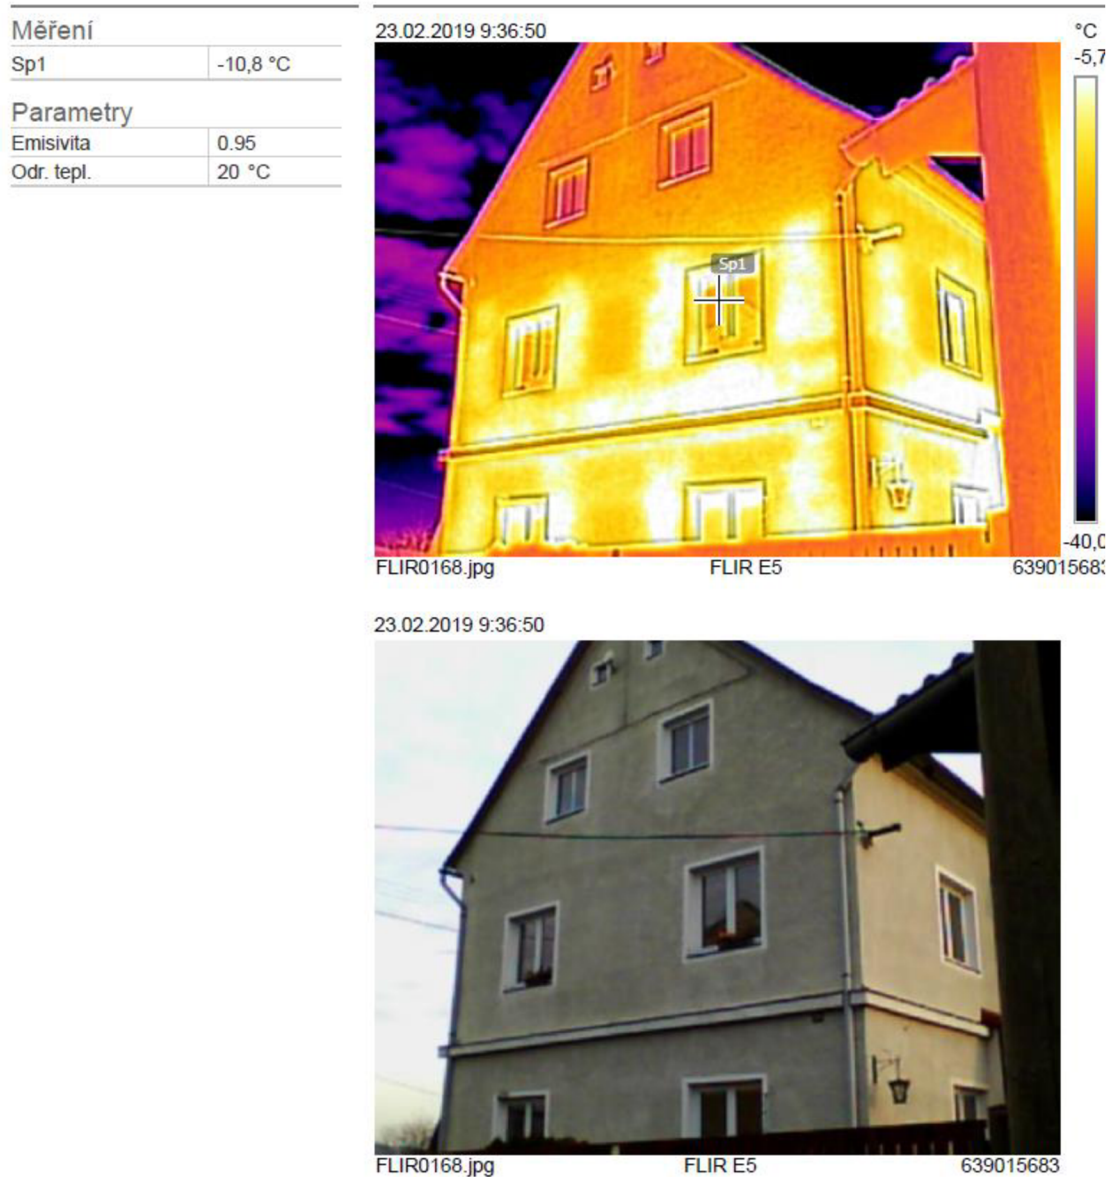 Měření
Sp1 -10,8 °C
Parametry
Emisivita 0.95
Odr. tepl. 20 °C
23.02.2019 9:36:50
°C
-5,7
Sp1
-40,0
FLIR0168.jpg FLIR E5 639015683
23.02.2019 9:36:50
FLIR0168.jpg FLIR E5 639015683